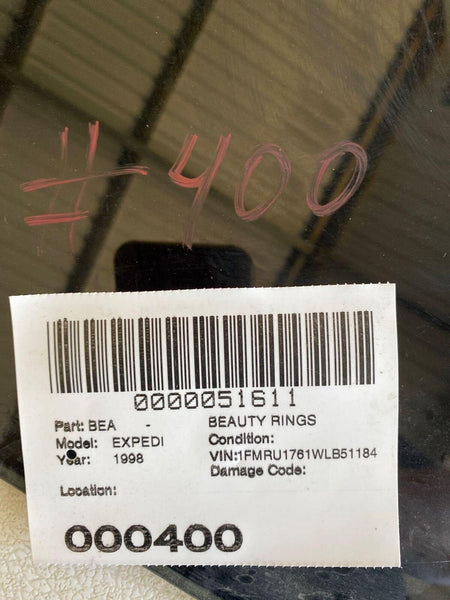 #400
0000051611
Part: BEA - BEAUTY RINGS
Model: EXPEDI Condition:
Year: 1998 VIN:1FMRU1761WLB51184
Damage Code:
Location:
000400